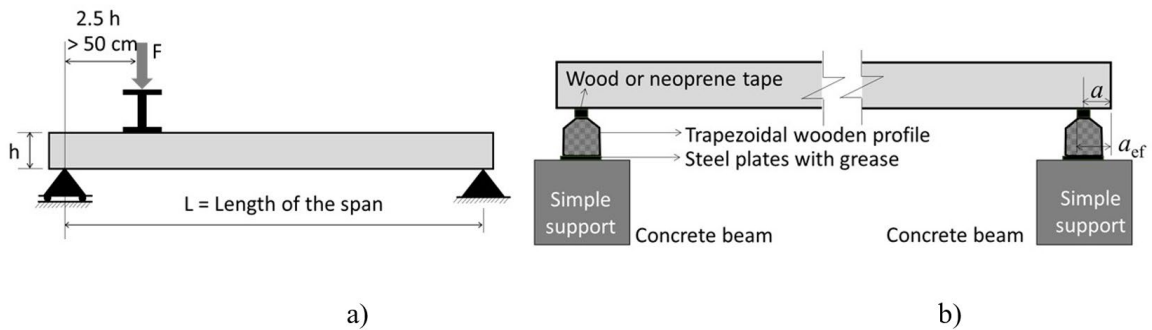 2.5 h
> 50 cm
F
h
L = Length of the span
a)
Wood or neoprene tape
a
Trapezoidal wooden profile
Steel plates with grease
a_ef
Simple
support
Concrete beam
Concrete beam
Simple
support
b)